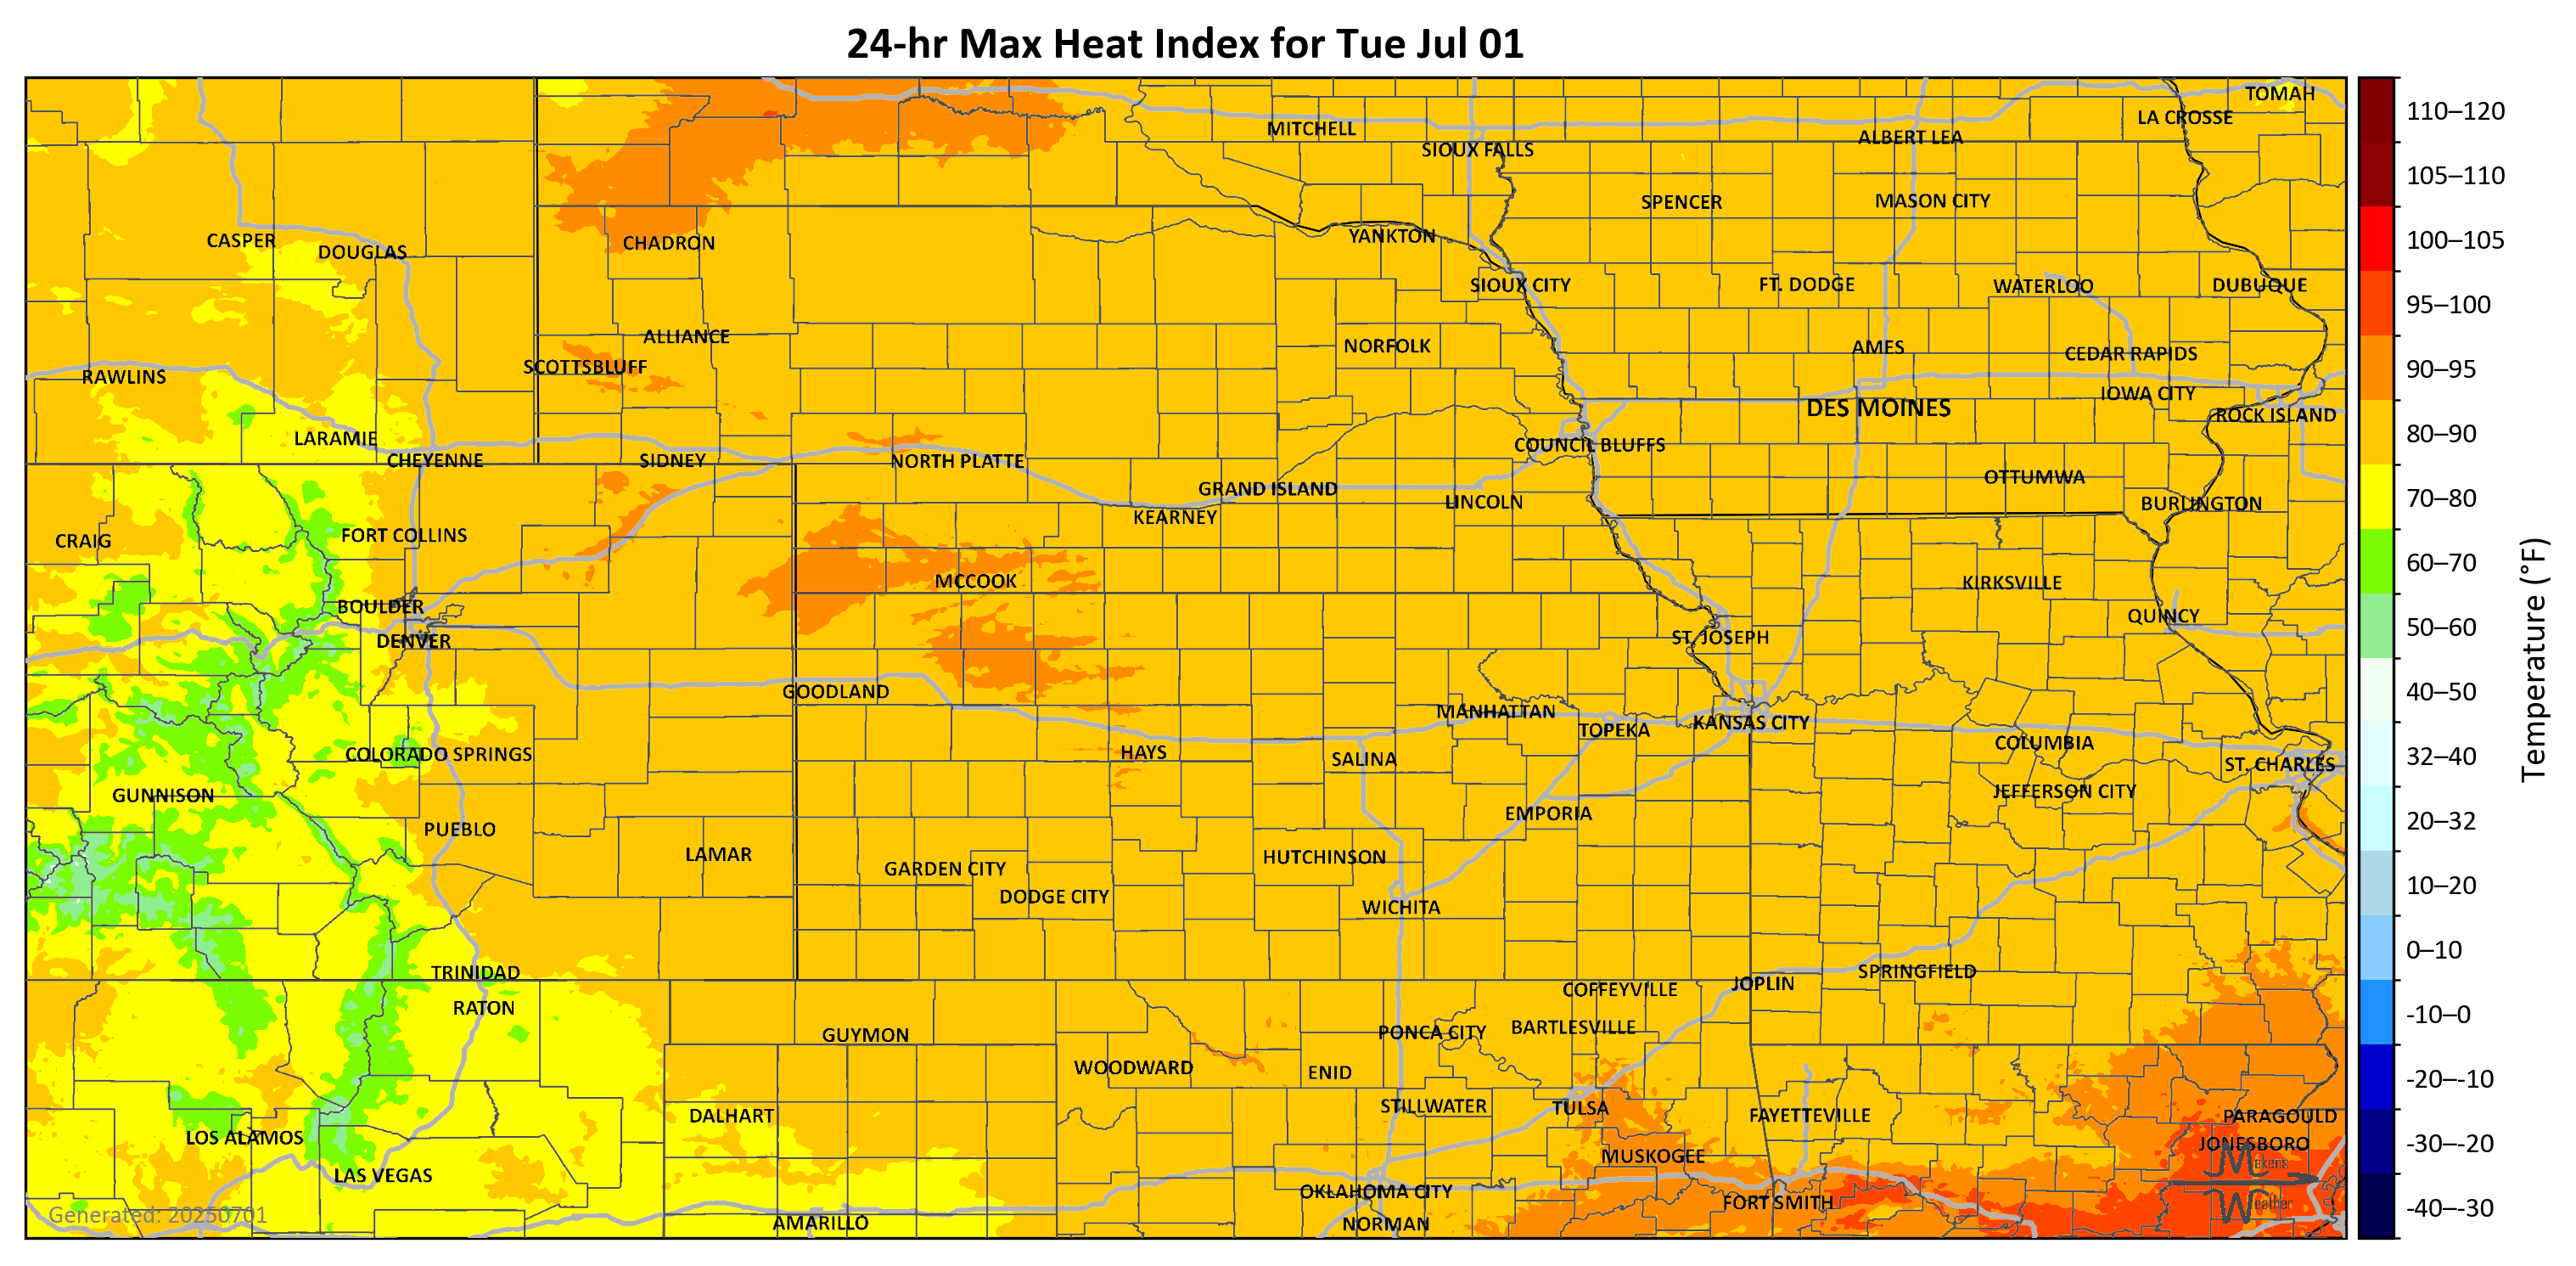 24-hr Max Heat Index for Tue Jul 01
TOMAH
LA CROSSE
MITCHELL
ALBERT LEA
SIOUX FALLS
SPENCER
MASON CITY
YANKTON
CASPER
CHADRON
DOUGLAS
SIOUX CITY
FT. DODGE
WATERLOO
DUBUQUE
ALLIANCE
NORFOLK
AMES
CEDAR RAPIDS
SCOTTSBLUFF
RAWLINS
IOWA CITY
DES MOINES
ROCK ISLAND
LARAMIE
COUNCIL BLUFFS
CHEYENNE
SIDNEY
NORTH PLATTE
OTTUMWA
GRAND ISLAND
LINCOLN
BURLINGTON
KEARNEY
FORT COLLINS
CRAIG
MCCOOK
KIRKSVILLE
BOULDER
QUINCY
DENVER
ST. JOSEPH
GOODLAND
MANHATTAN
KANSAS CITY
TOPEKA
COLUMBIA
COLORADO SPRINGS
HAYS
SALINA
ST. CHARLES
GUNNISON
JEFFERSON CITY
EMPORIA
PUEBLO
LAMAR
HUTCHINSON
GARDEN CITY
DODGE CITY
WICHITA
TRINIDAD
SPRINGFIELD
JOPLIN
COFFEYVILLE
RATON
BARTLESVILLE
PONCA CITY
GUYMON
WOODWARD
ENID
STILLWATER
TULSA
DALHART
FAYETTEVILLE
PARAGOULD
LOS ALAMOS
JONESBORO
MUSKOGEE
LAS VEGAS
OKLAHOMA CITY
FORT SMITH
AMARILLO
NORMAN
Generated: 20250701
Makens
Weather
110–120
105–110
100–105
95–100
90–95
80–90
70–80
60–70
50–60
40–50
32–40
20–32
10–20
0–10
-10–0
-20–-10
-30–-20
-40–-30
Temperature (°F)